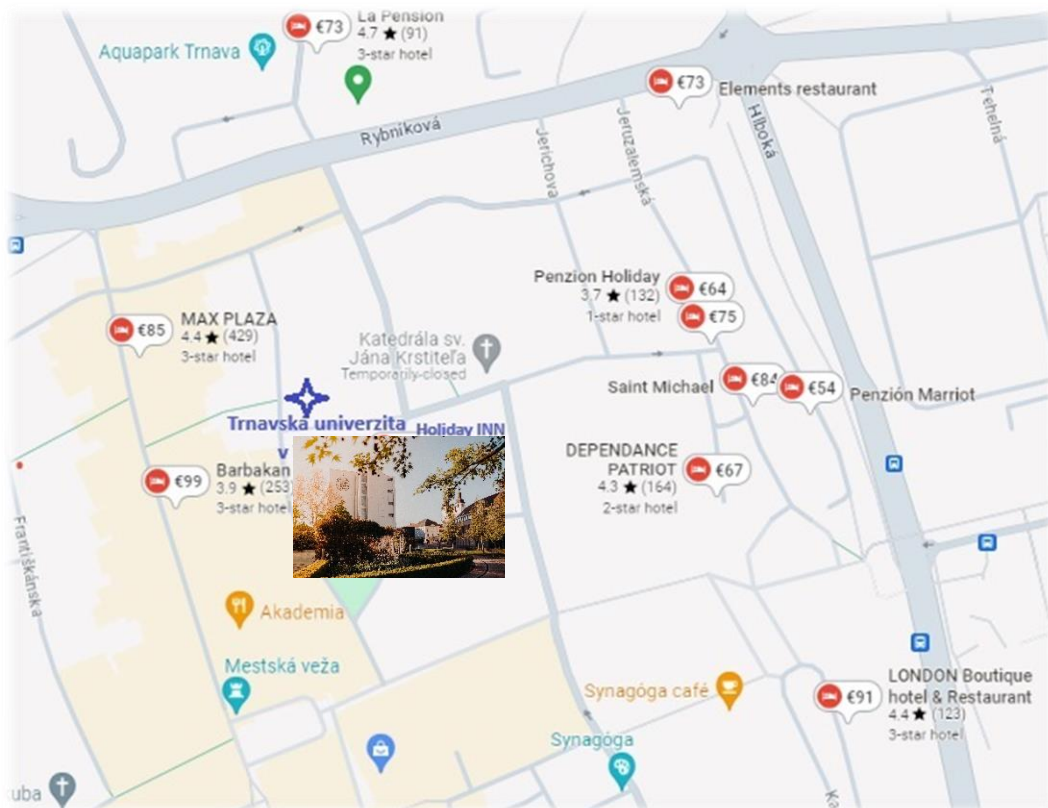 La Pension
€73
4.7 ★ (91)
3-star hotel
Aquapark Trnava
€73
Elements restaurant
Rybníková
Hlboká
Tehelná
Jerichova
Jeruzalemská
Penzion Holiday
3.7 ★ (132)
1-star hotel
€64
€75
€85
MAX PLAZA
4.4 ★ (429)
3-star hotel
Katedrála sv.
Jána Krstiteľa
Temporarily closed
Saint Michael
€84
€54
Penzión Marriot
Trnavská univerzita
v
Holiday INN
€99
Barbakan
3.9 ★ (253)
3-star hotel
DEPENDANCE
PATRIOT
4.3 ★ (164)
2-star hotel
€67
Františkánska
Akademia
Mestská veža
Synagóga café
€91
LONDON Boutique
hotel & Restaurant
4.4 ★ (123)
3-star hotel
Synagóga
kuba
Ka